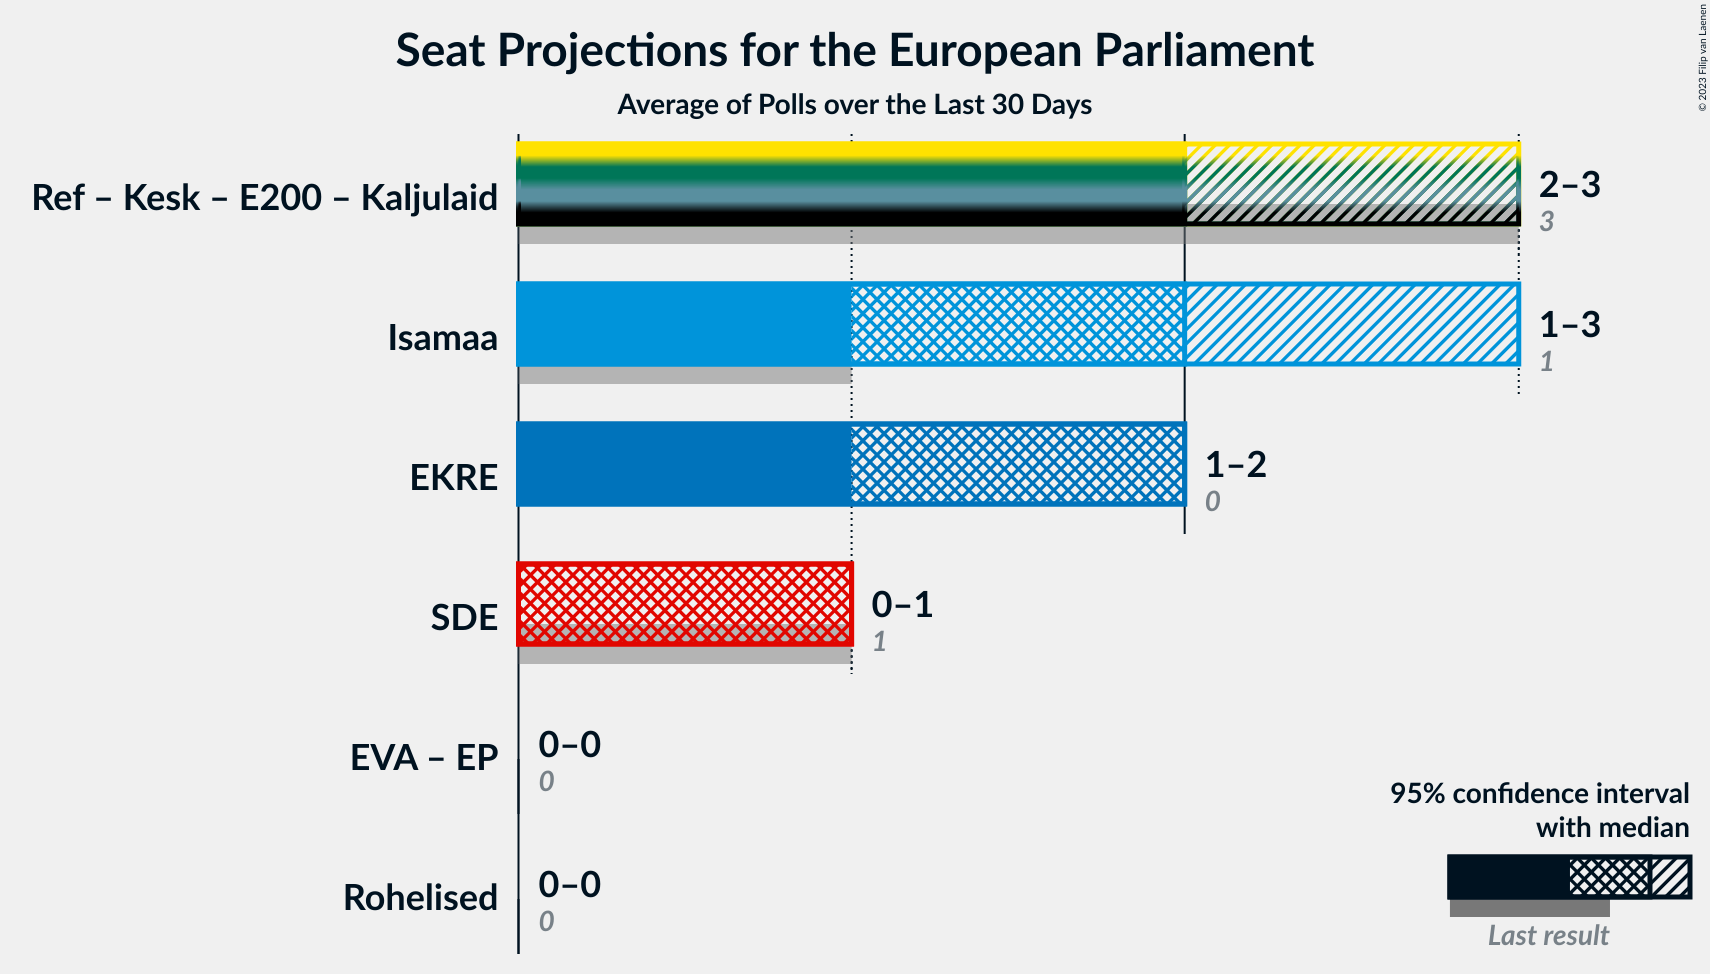 Seat Projections for the European Parliament
Average of Polls over the Last 30 Days
© 2023 Filip van Laenen
Ref – Kesk – E200 – Kaljulaid
2–3
3
Isamaa
1–3
1
EKRE
1–2
0
SDE
0–1
1
EVA – EP
0–0
0
Rohelised
0–0
0
95% confidence interval
with median
Last result